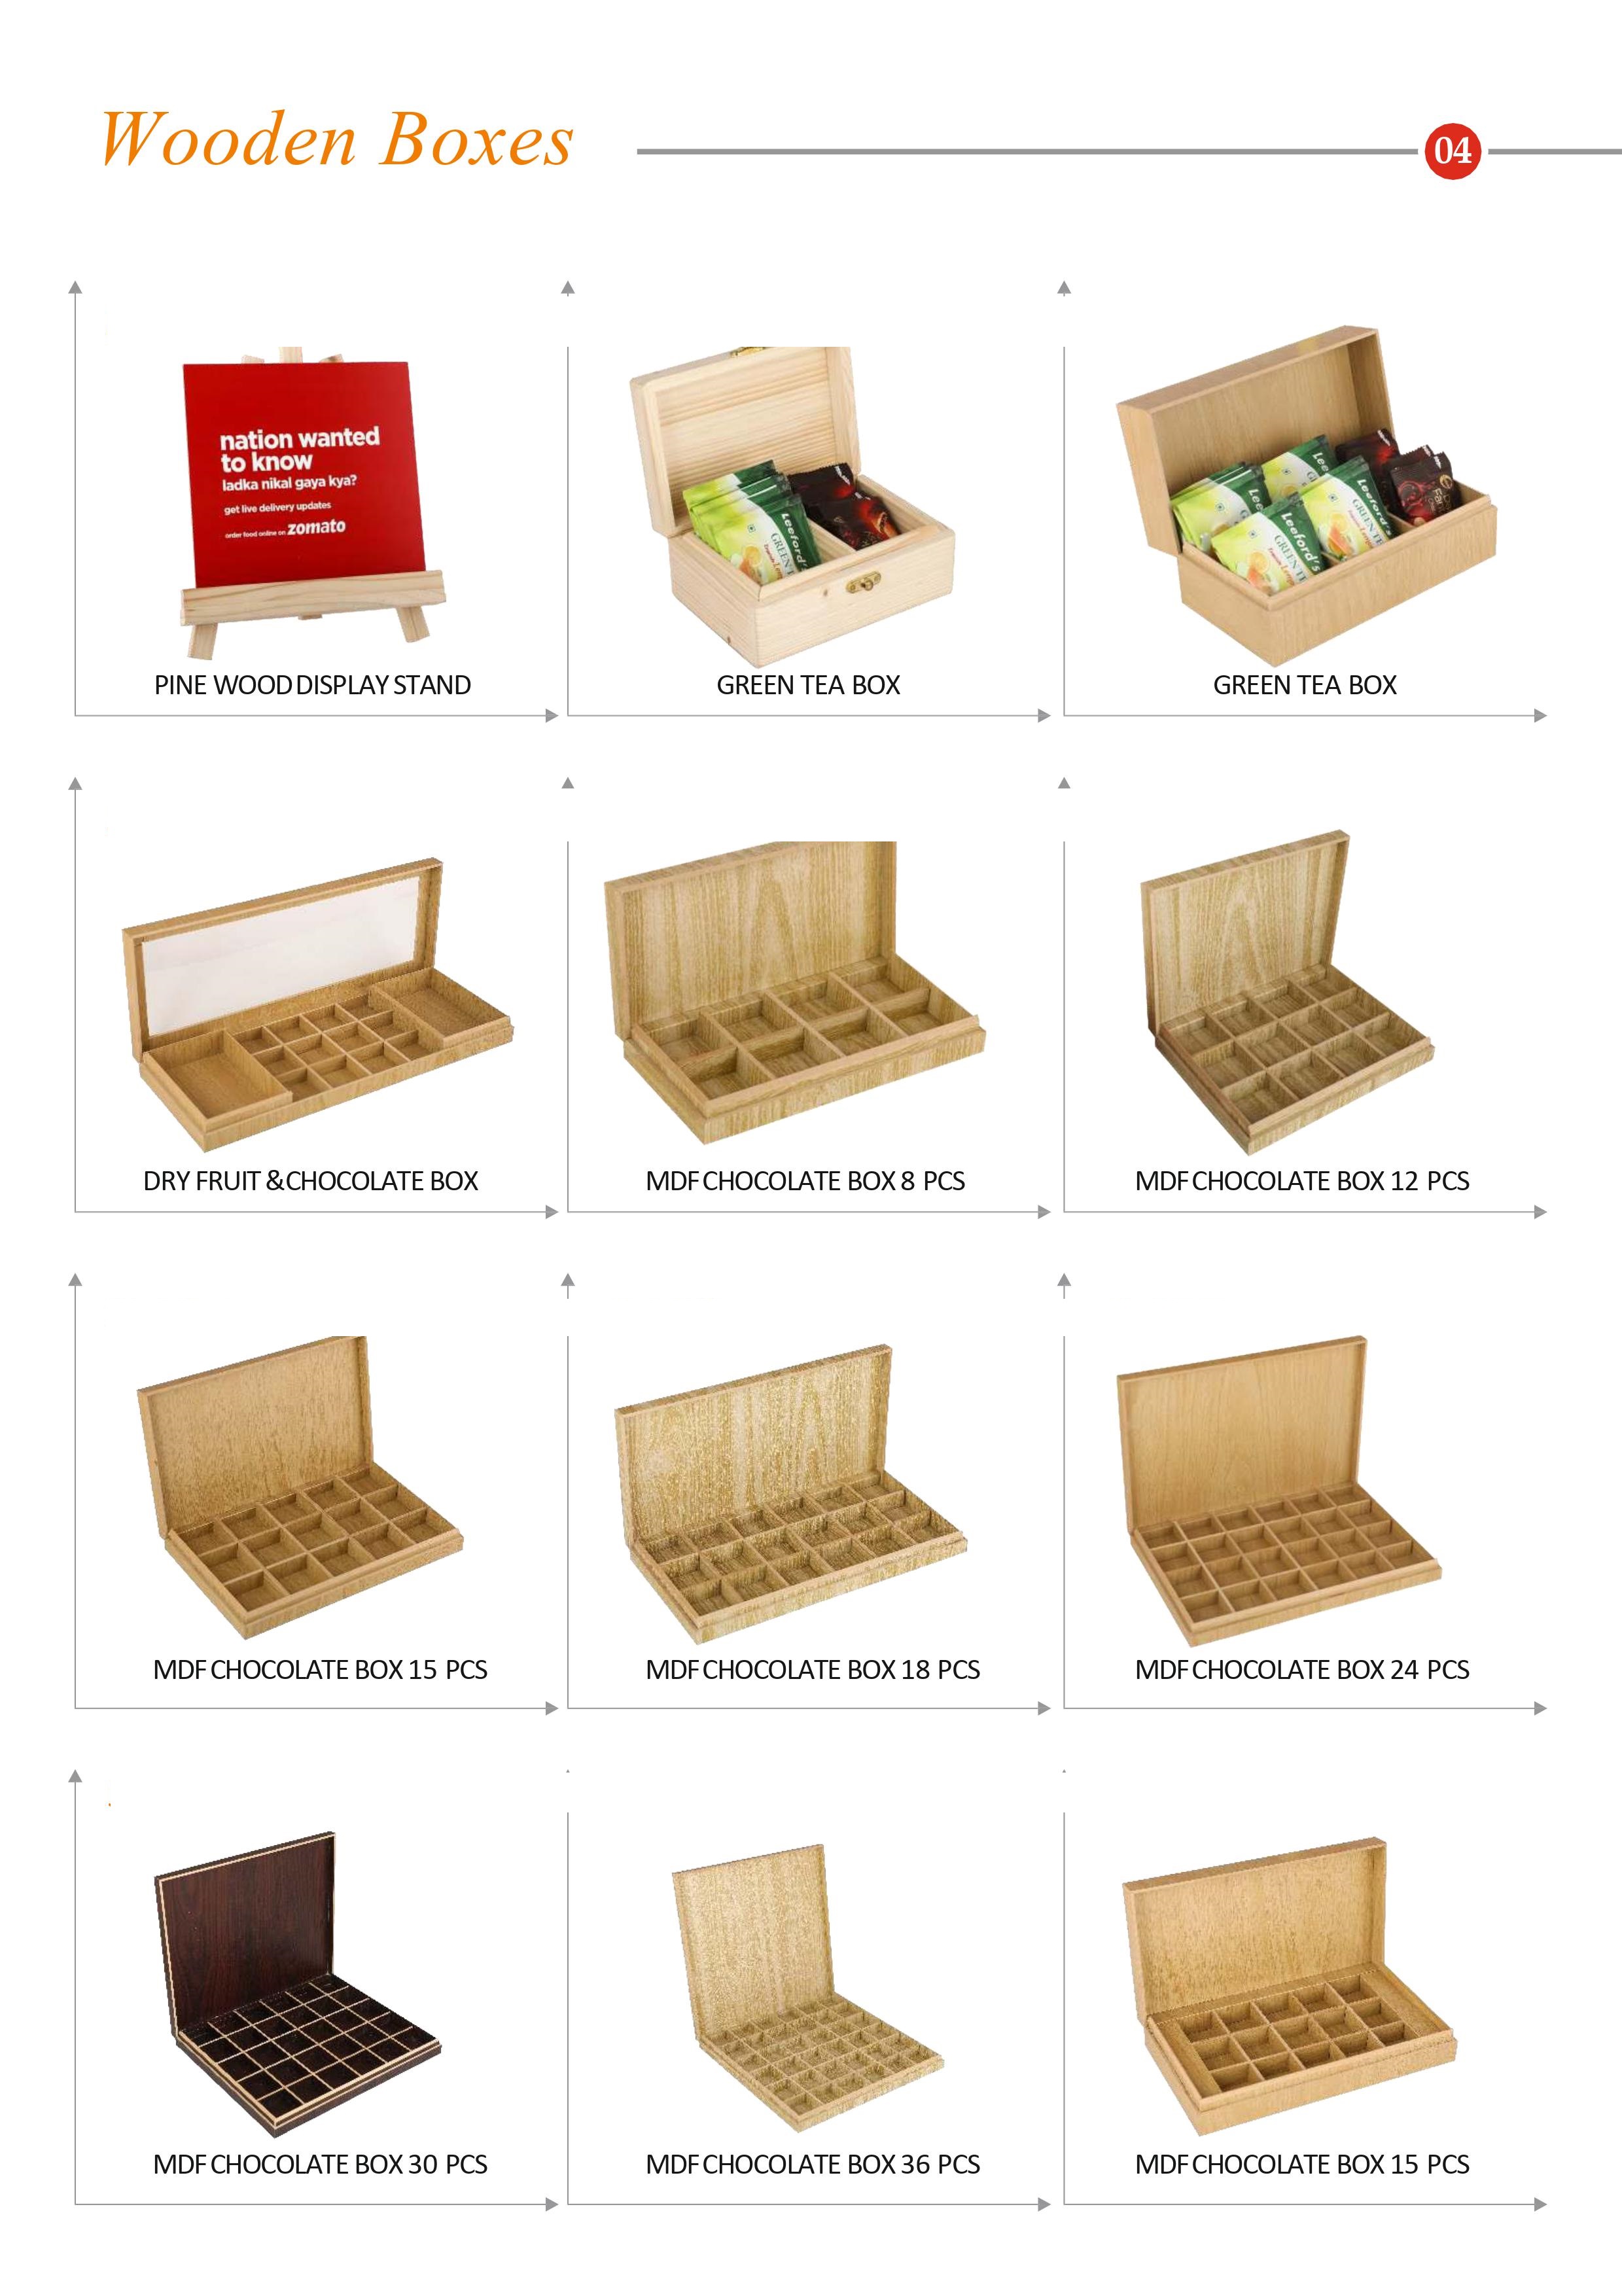 Wooden Boxes
04
nation wanted
to know
ladka nikal gaya kya?
get live delivery updates
order food online on zomato
Leeford's
GREEN T
Leeford's
GREEN TE
Leeford's
GREEN TE
PINE WOOD DISPLAY STAND
GREEN TEA BOX
GREEN TEA BOX
DRY FRUIT & CHOCOLATE BOX
MDF CHOCOLATE BOX 8 PCS
MDF CHOCOLATE BOX 12 PCS
MDF CHOCOLATE BOX 15 PCS
MDF CHOCOLATE BOX 18 PCS
MDF CHOCOLATE BOX 24 PCS
MDF CHOCOLATE BOX 30 PCS
MDF CHOCOLATE BOX 36 PCS
MDF CHOCOLATE BOX 15 PCS